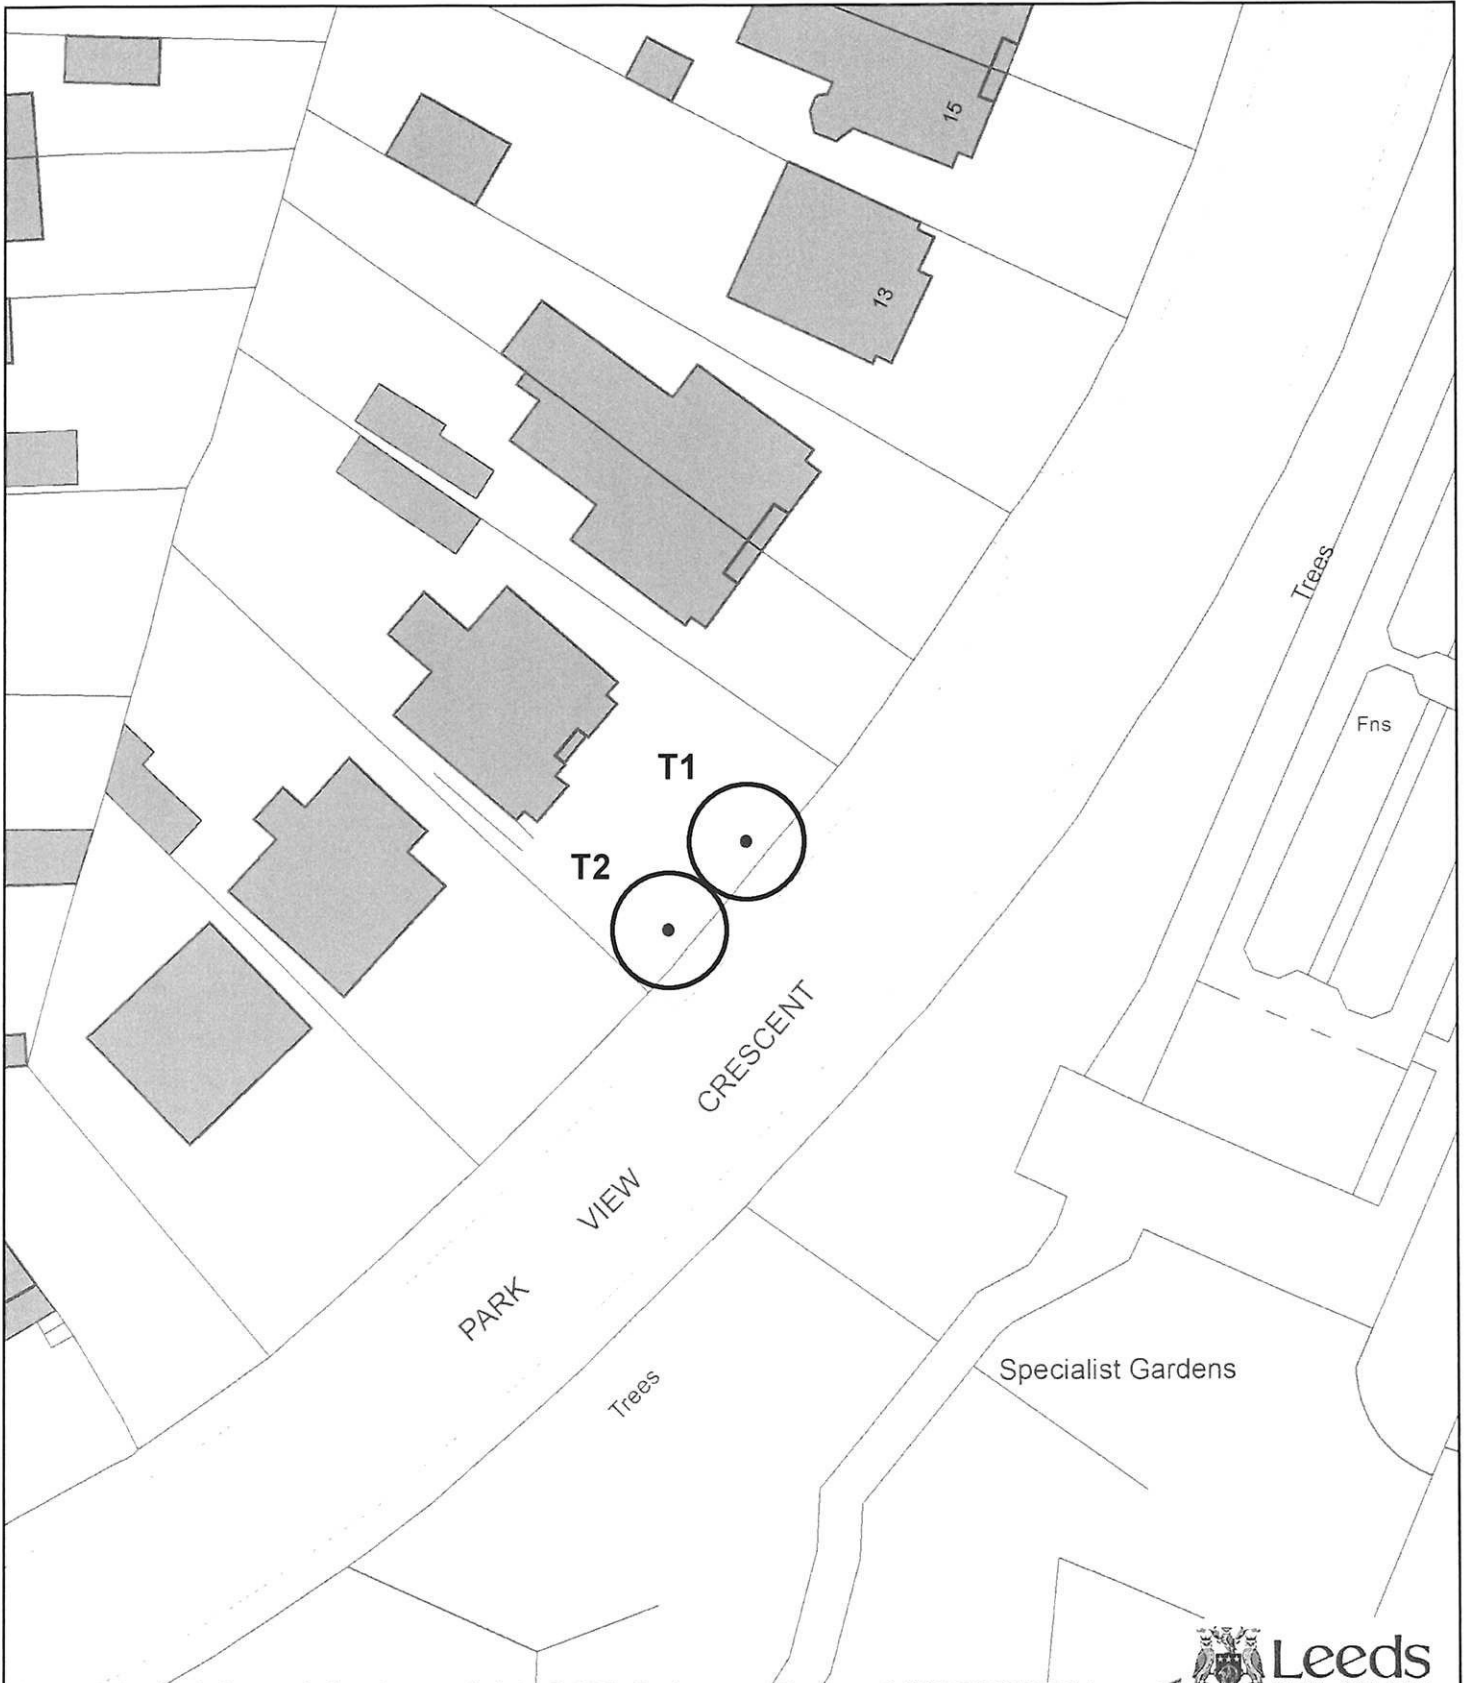 15
13
Trees
Fns
T1
T2
PARK VIEW CRESCENT
Specialist Gardens
Trees
Leeds